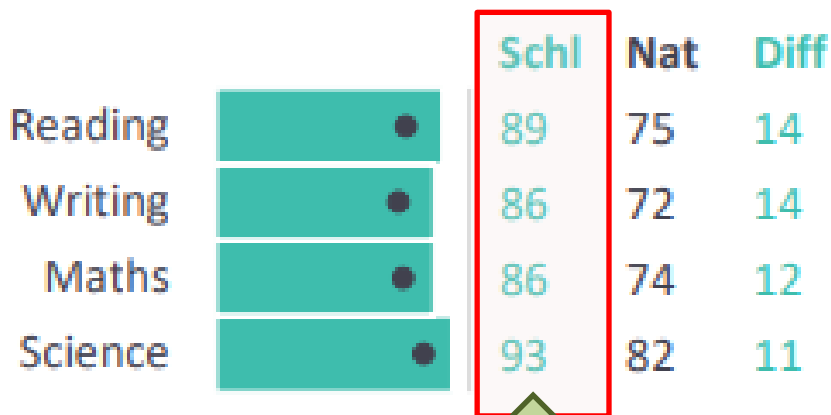 Schl Nat Diff
Reading 89 75 14
Writing 86 72 14
Maths 86 74 12
Science 93 82 11